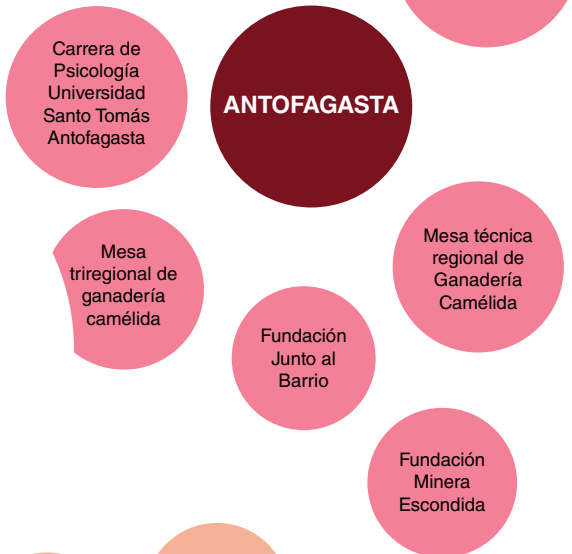 Carrera de
Psicología
Universidad
Santo Tomás
Antofagasta
ANTOFAGASTA
Mesa
triregional de
ganadería
camélida
Mesa técnica
regional de
Ganadería
Camélida
Fundación
Junto al
Barrio
Fundación
Minera
Escondida